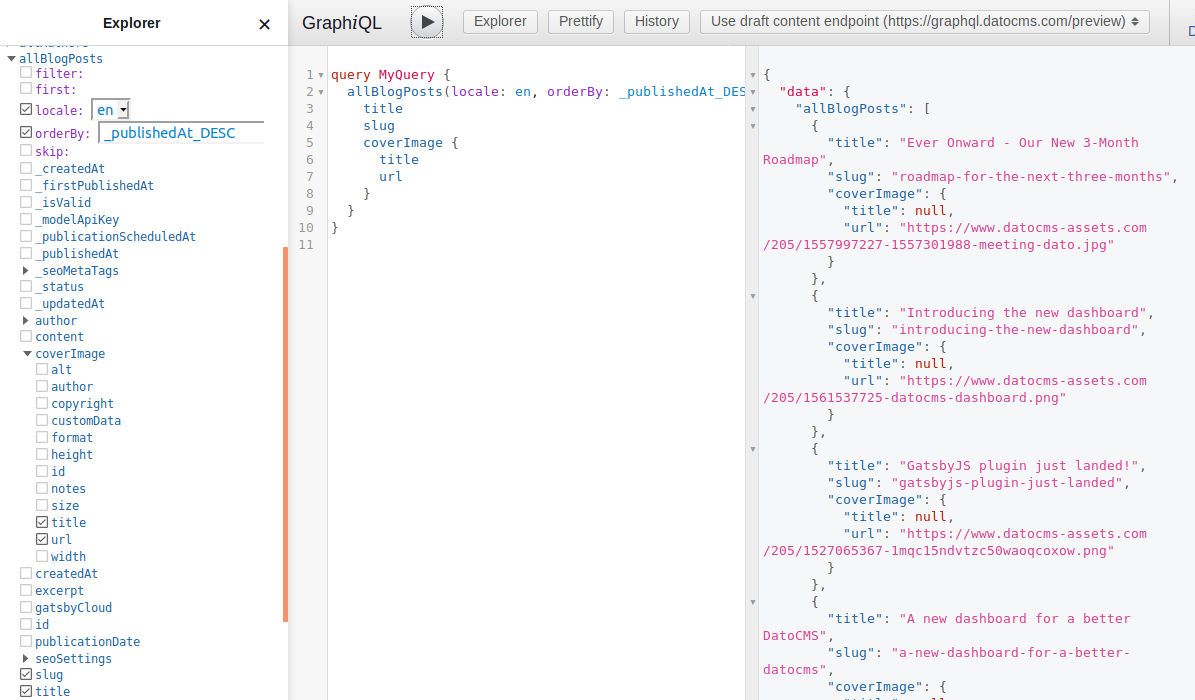 Explorer
×
allBlogPosts
filter:
first:
locale: en
orderBy: _publishedAt_DESC
skip:
_createdAt
_firstPublishedAt
_isValid
_modelApiKey
_publicationScheduledAt
_publishedAt
_seoMetaTags
_status
_updatedAt
author
content
coverImage
alt
author
copyright
customData
format
height
id
notes
size
title
url
width
createdAt
excerpt
gatsbyCloud
id
publicationDate
seoSettings
slug
title
GraphiQL
Explorer
Prettify
History
Use draft content endpoint (https://graphql.datocms.com/preview)
D
1 query MyQuery {
2 allBlogPosts(locale: en, orderBy: _publishedAt_DES
3 title
4 slug
5 coverImage {
6 title
7 url
8 }
9 }
10 }
11
{
"data": {
"allBlogPosts": [
{
"title": "Ever Onward - Our New 3-Month
Roadmap",
"slug": "roadmap-for-the-next-three-months",
"coverImage": {
"title": null,
"url": "https://www.datocms-assets.com
/205/1557997227-1557301988-meeting-dato.jpg"
}
},
{
"title": "Introducing the new dashboard",
"slug": "introducing-the-new-dashboard",
"coverImage": {
"title": null,
"url": "https://www.datocms-assets.com
/205/1561537725-datocms-dashboard.png"
}
},
{
"title": "GatsbyJS plugin just landed!",
"slug": "gatsbyjs-plugin-just-landed",
"coverImage": {
"title": null,
"url": "https://www.datocms-assets.com
/205/1527065367-1mqc15ndvtzc50waoqcoxow.png"
}
},
{
"title": "A new dashboard for a better
DatoCMS",
"slug": "a-new-dashboard-for-a-better-
datocms",
"coverImage": {